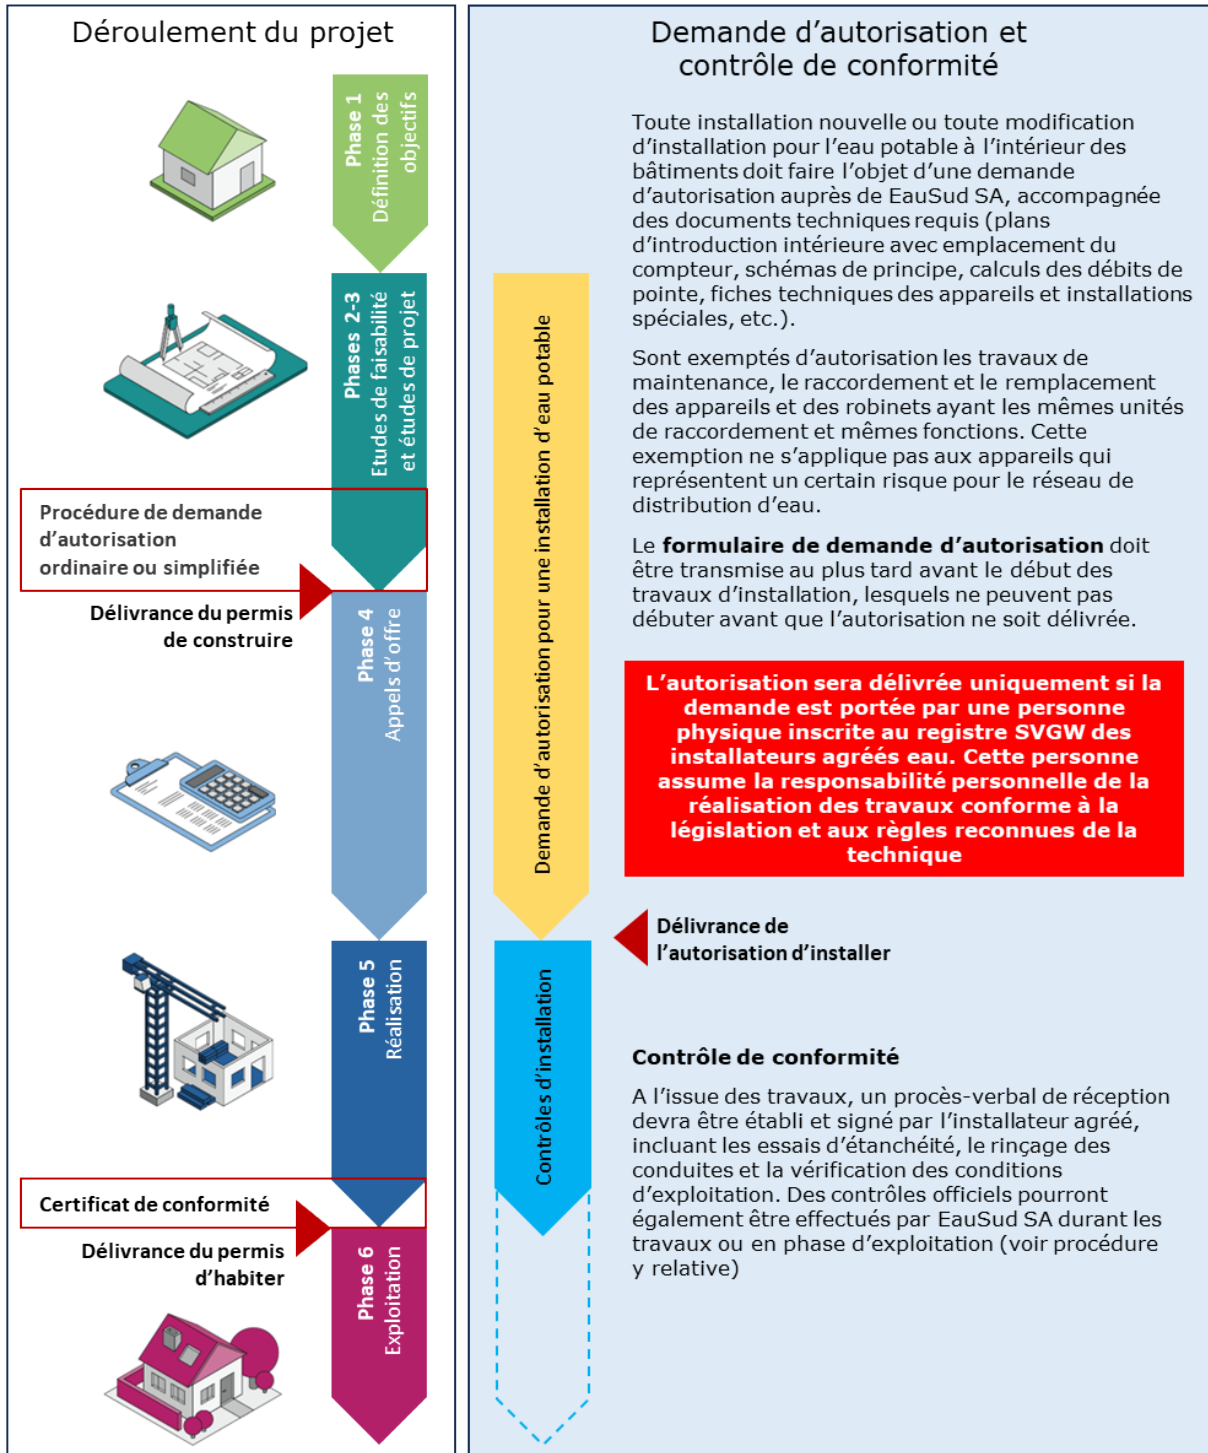 Déroulement du projet
Phase 1
Définition des
objectifs
Phases 2-3
Etudes de faisabilité
et études de projet
Procédure de demande
d'autorisation
ordinaire ou simplifiée
Délivrance du permis
de construire
Phase 4
Appels d'offre
Phase 5
Réalisation
Certificat de conformité
Délivrance du permis
d'habiter
Phase 6
Exploitation
Demande d'autorisation et
contrôle de conformité
Demande d'autorisation pour une installation d'eau potable
Toute installation nouvelle ou toute modification
d'installation pour l'eau potable à l'intérieur des
bâtiments doit faire l'objet d'une demande
d'autorisation auprès de EauSud SA, accompagnée
des documents techniques requis (plans
d'introduction intérieure avec emplacement du
compteur, schémas de principe, calculs des débits de
pointe, fiches techniques des appareils et installations
spéciales, etc.).
Sont exemptés d'autorisation les travaux de
maintenance, le raccordement et le remplacement
des appareils et des robinets ayant les mêmes unités
de raccordement et mêmes fonctions. Cette
exemption ne s'applique pas aux appareils qui
représentent un certain risque pour le réseau de
distribution d'eau.
Le formulaire de demande d'autorisation doit
être transmise au plus tard avant le début des
travaux d'installation, lesquels ne peuvent pas
débuter avant que l'autorisation ne soit délivrée.
L'autorisation sera délivrée uniquement si la
demande est portée par une personne
physique inscrite au registre SVGW des
installateurs agréés eau. Cette personne
assume la responsabilité personnelle de la
réalisation des travaux conforme à la
législation et aux règles reconnues de la
technique
Délivrance de
l'autorisation d'installer
Contrôles d'installation
Contrôle de conformité
A l'issue des travaux, un procès-verbal de réception
devra être établi et signé par l'installateur agréé,
incluant les essais d'étanchéité, le rinçage des
conduites et la vérification des conditions
d'exploitation. Des contrôles officiels pourront
également être effectués par EauSud SA durant les
travaux ou en phase d'exploitation (voir procédure
y relative)